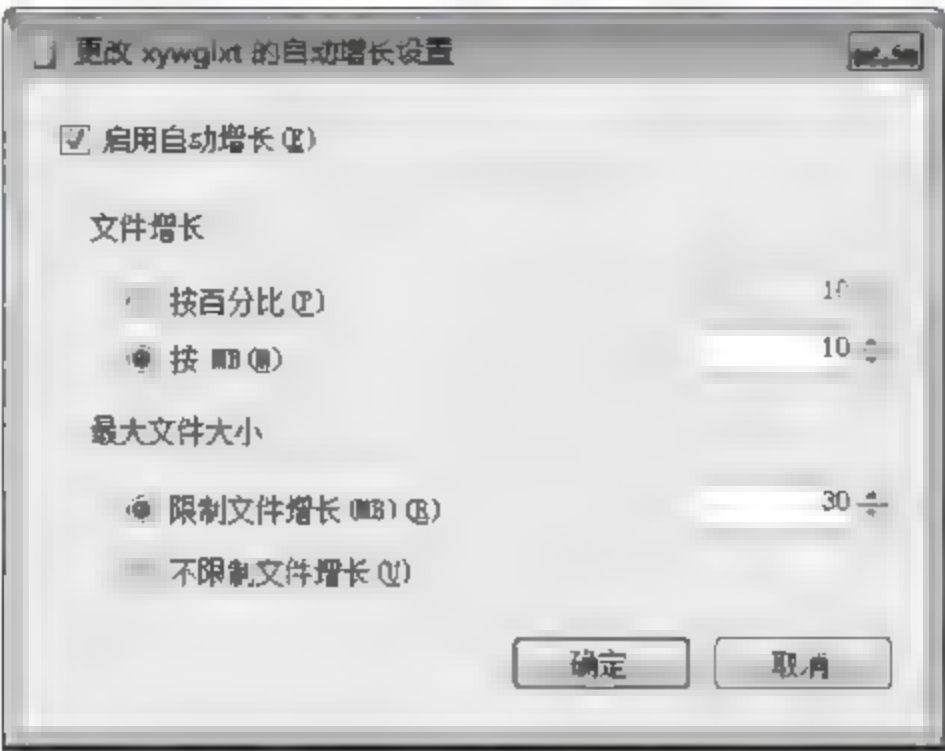 更改 xywglxt 的自动增长设置
启用自动增长(E)
文件增长
按百分比(P)
10
按 MB(M)
10
最大文件大小
限制文件增长(MB)(R)
30
不限制文件增长(U)
确定
取消